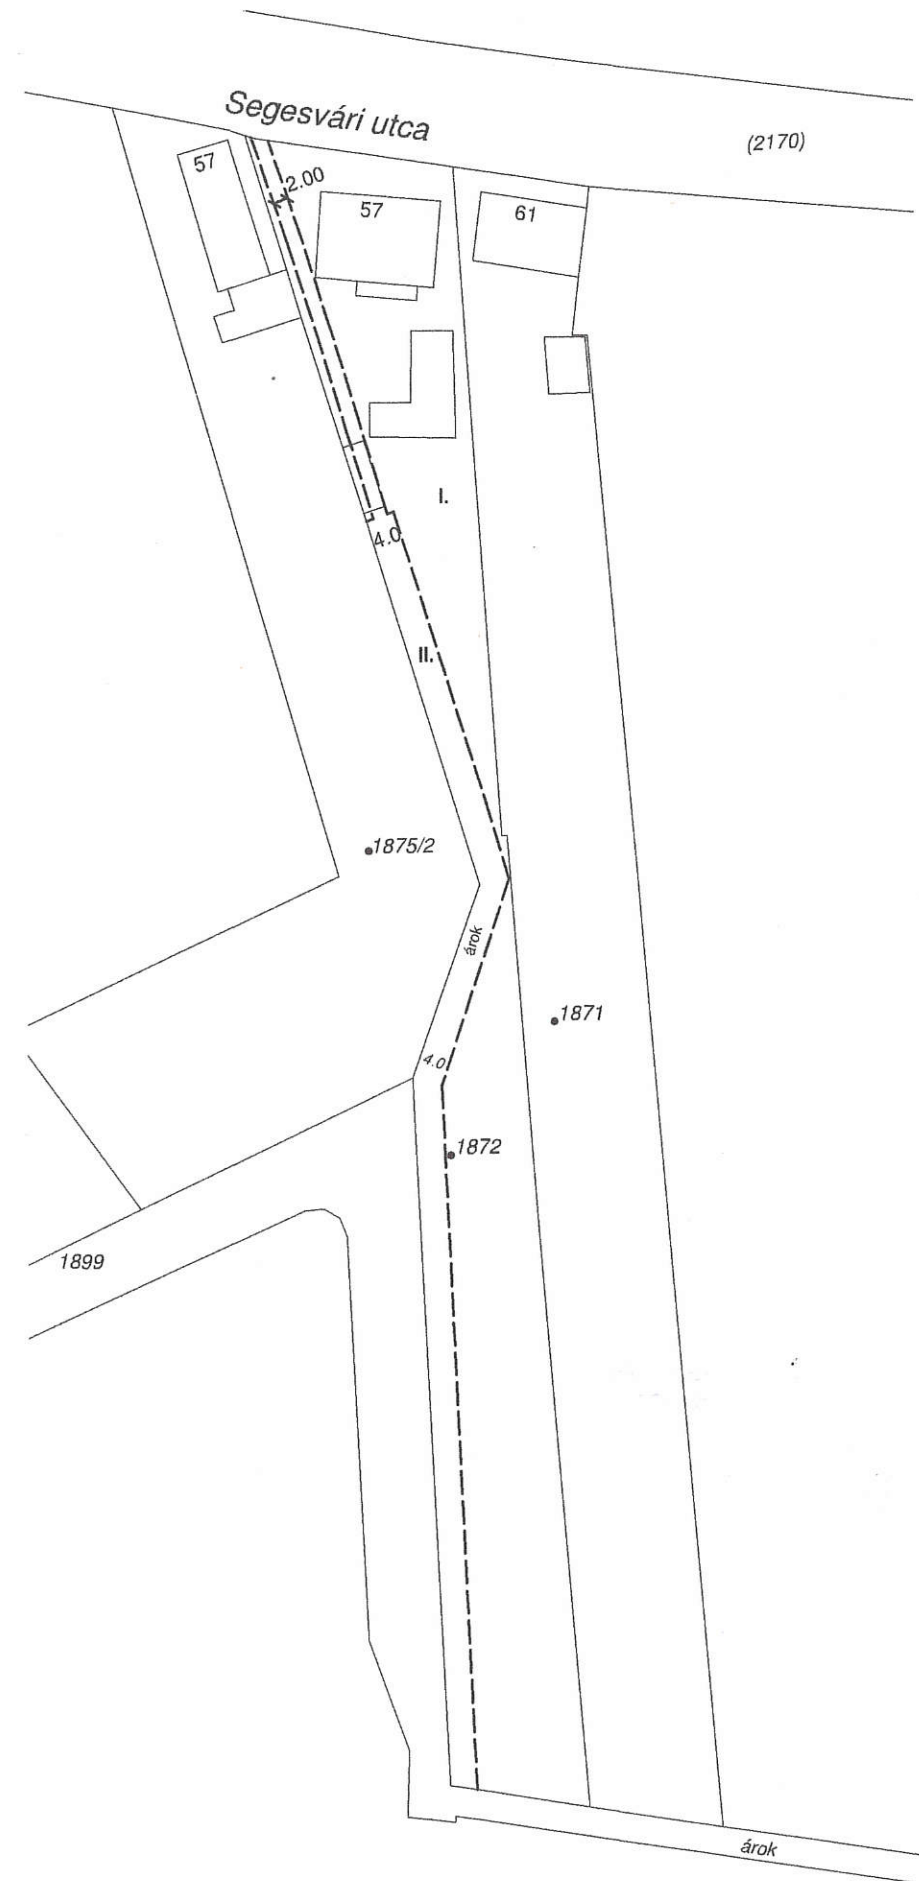 Segesvári utca
(2170)
57
2.00
57
61
I.
4.0
II.
1875/2
árok
1871
4.0
1872
1899
árok